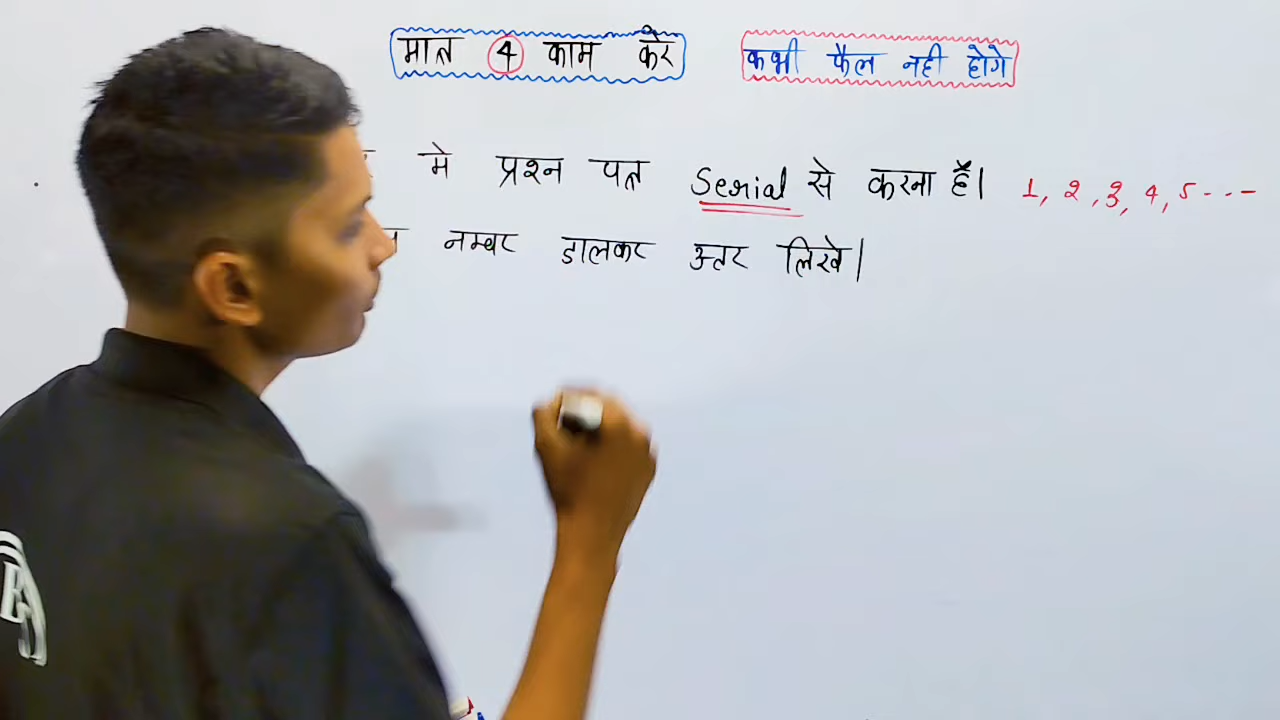 मात्र 4 काम करे
कभी फैल नही होगे
मे प्रश्न पत्र Serial से करना है। 1, 2, 3, 4, 5 - - -
नम्बर डालकर उत्तर लिखे।